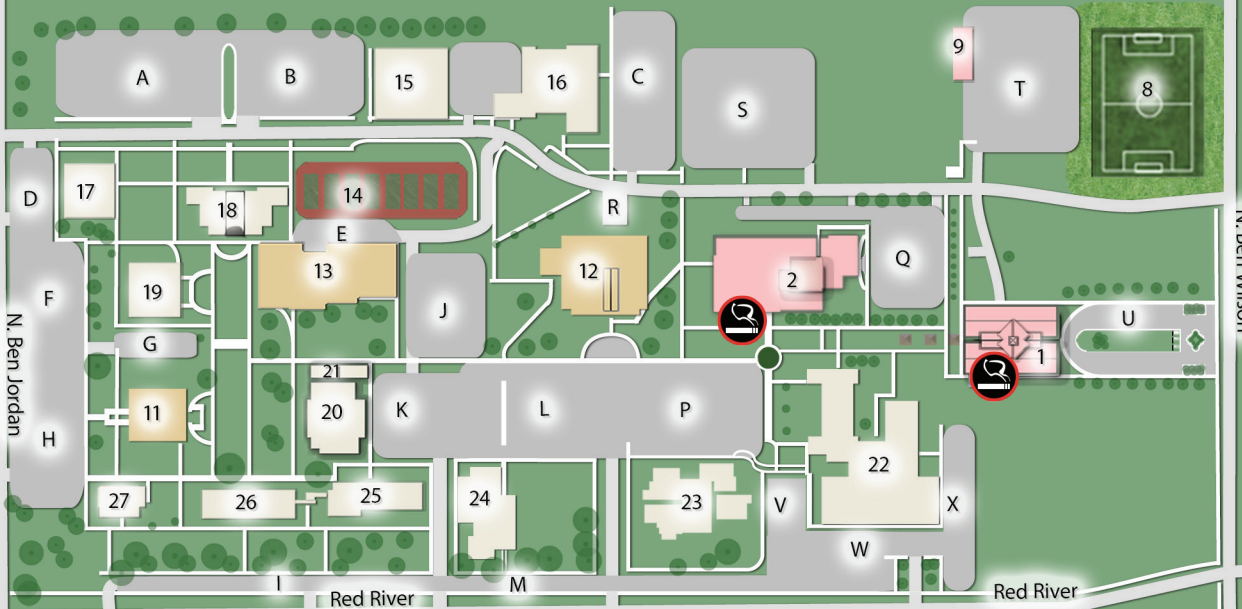 A
B
15
16
C
S
9
T
8
D
17
18
14
R
E
13
12
2
Q
F
19
J
G
U
1
N. Ben Jordan
11
21
20
K
L
P
H
22
27
26
25
24
23
V
X
W
I
M
Red River
Red River